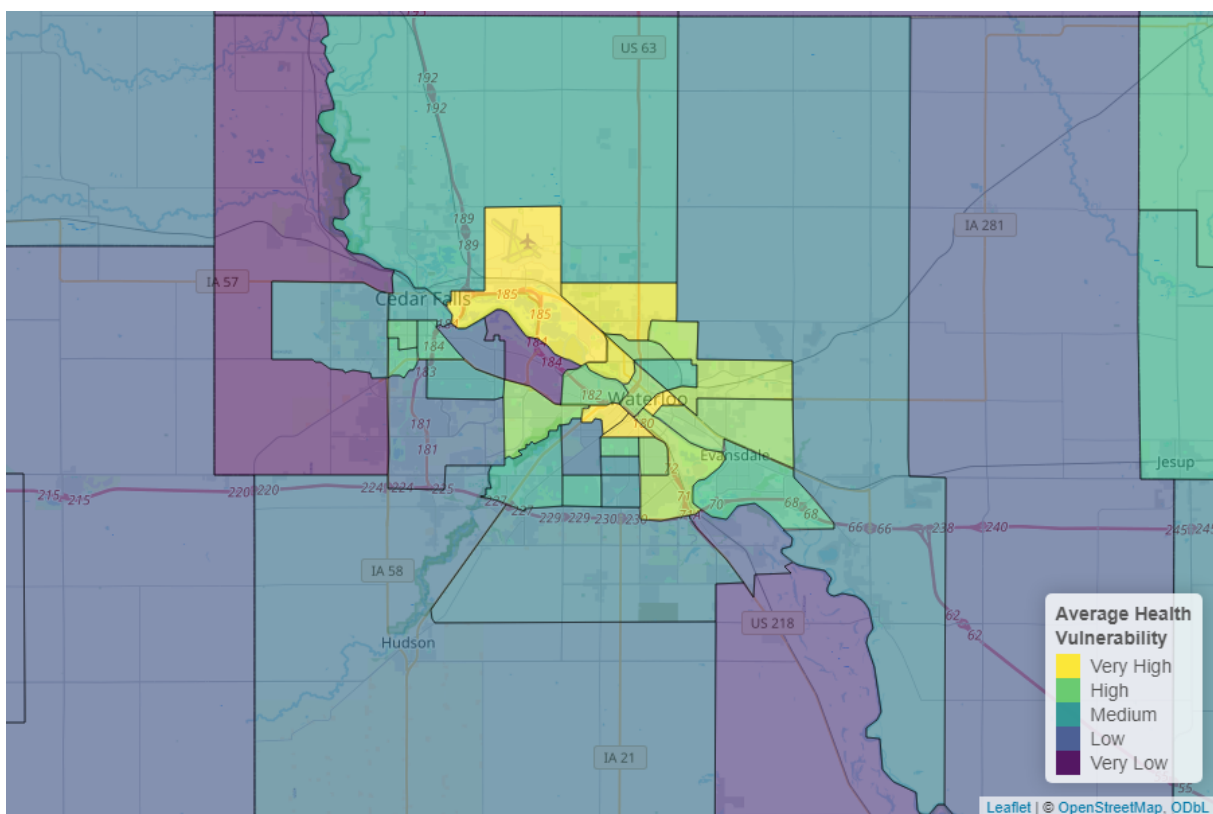 US 63
192
192
189
189
IA 281
IA 57
Cedar Falls
185
185
184
184
184
183
182
Waterloo
181
181
180
Evansdale
Jesup
215
215
220
220
224
224
225
227
227
229
229
230
230
72
71
70
68
68
66
66
238
240
245
245
IA 58
Hudson
US 218
62
62
IA 21
55
Average Health
Vulnerability
Very High
High
Medium
Low
Very Low
Leaflet | © OpenStreetMap, ODbL